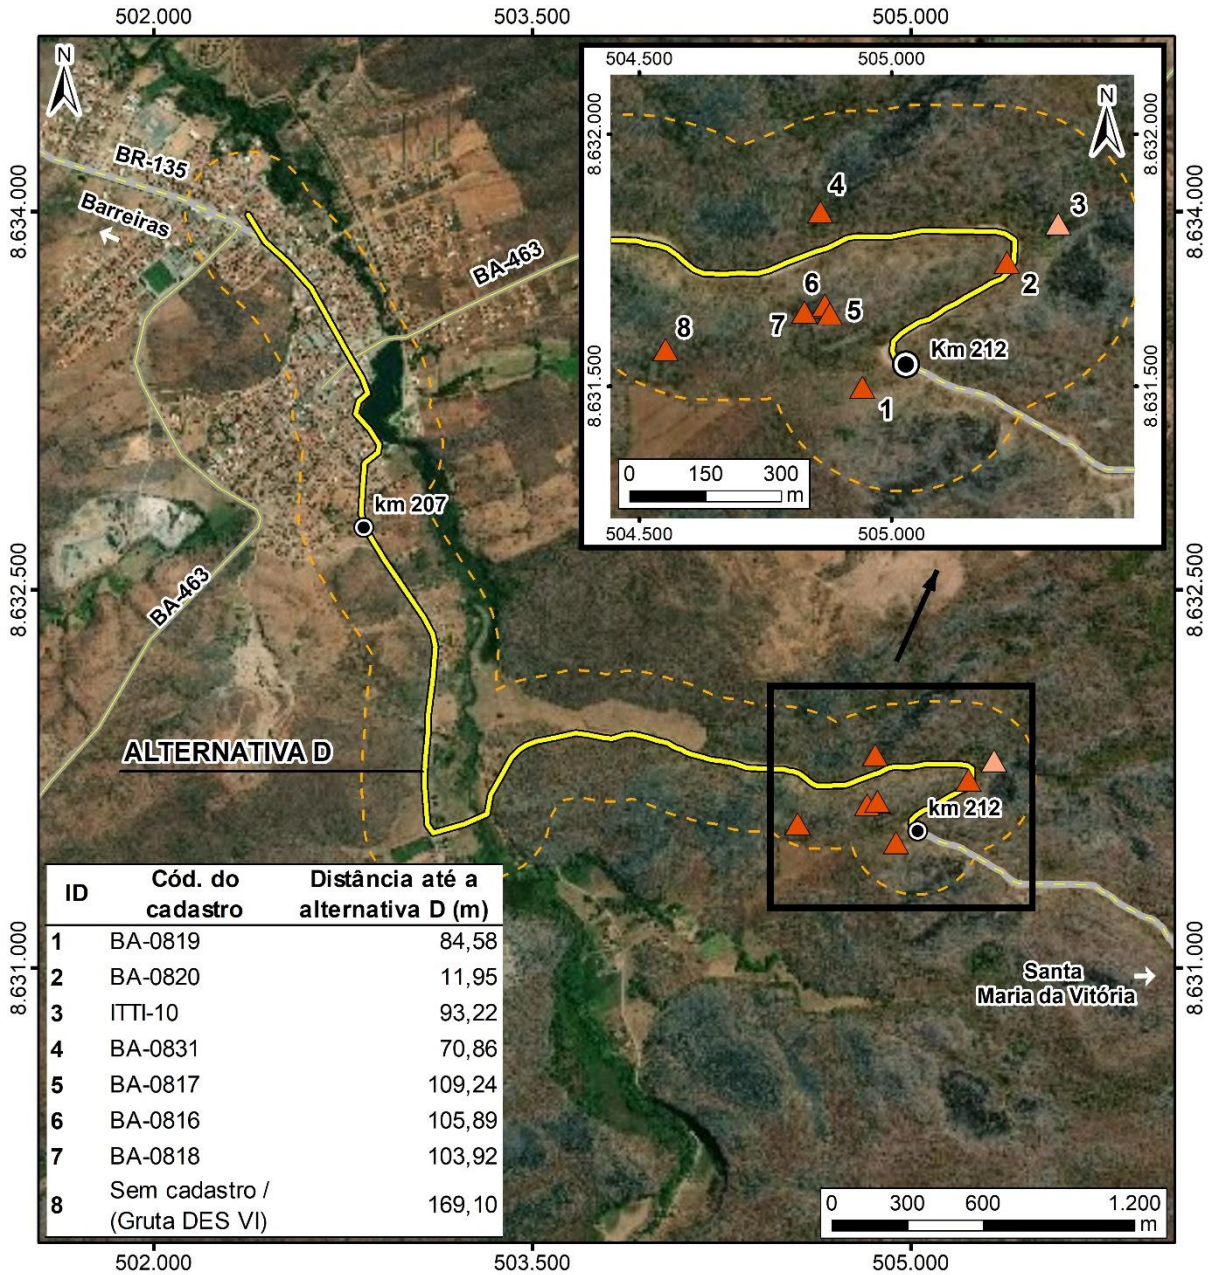 502.000
503.500
505.000
N
BR-135
Barreiras
8.634.000
BA-463
km 207
8.632.500
BA-463
ALTERNATIVA D
504.500
505.000
N
8.632.000
8.632.000
4
3
2
6
5
7
8
Km 212
8.631.500
8.631.500
1
0 150 300
m
504.500
505.000
8.634.000
8.632.500
km 212
Santa
Maria da Vitória
8.631.000
8.631.000
ID Cód. do cadastro Distância até a alternativa D (m)
1 BA-0819 84,58
2 BA-0820 11,95
3 ITTI-10 93,22
4 BA-0831 70,86
5 BA-0817 109,24
6 BA-0816 105,89
7 BA-0818 103,92
8 Sem cadastro / (Gruta DES VI) 169,10
0 300 600 1.200
m
502.000
503.500
505.000